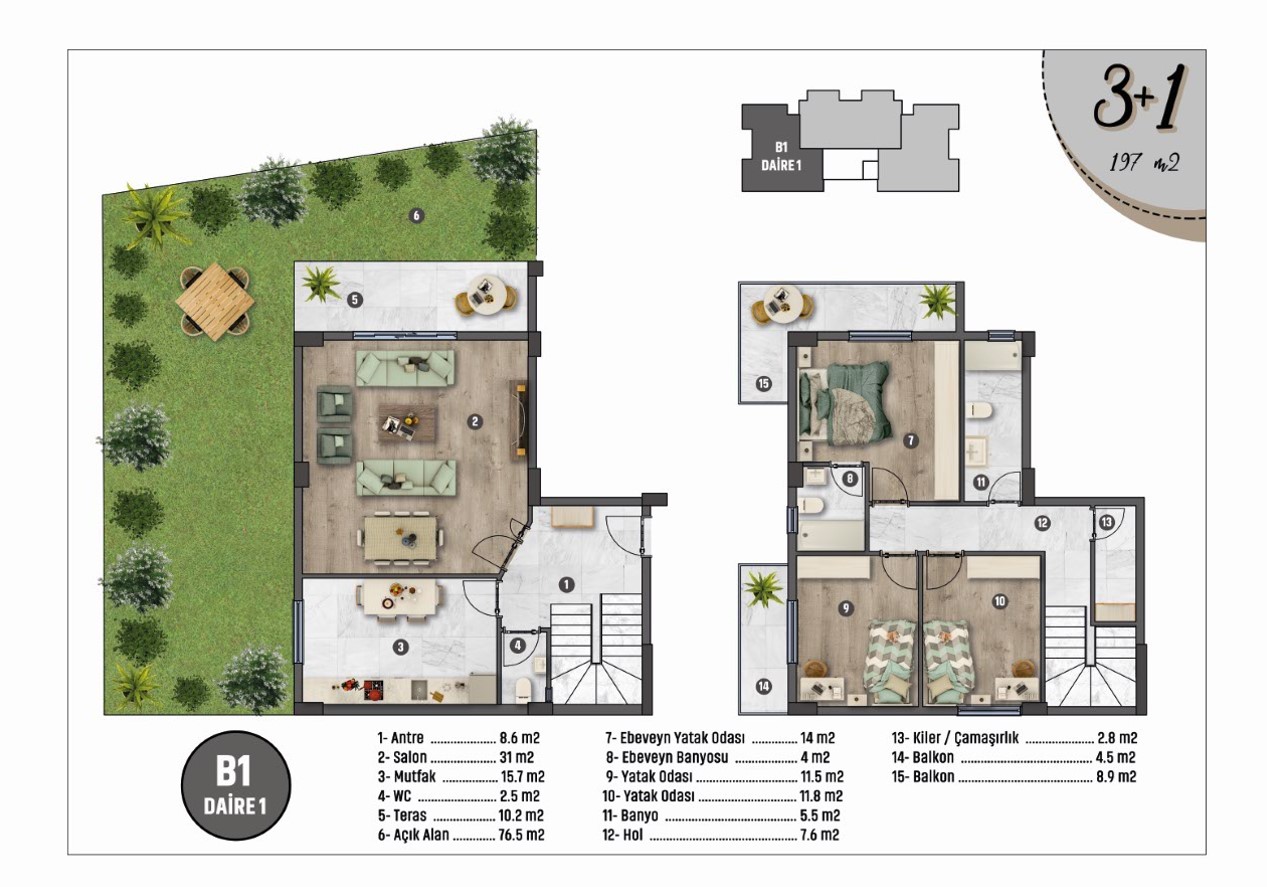 3+1
197 m2
B1
DAİRE 1
6
5
15
2
7
11
8
12
13
1
9
10
3
4
14
B1
DAİRE 1
1- Antre .................... 8.6 m2
2- Salon .................... 31 m2
3- Mutfak .................. 15.7 m2
4- WC ....................... 2.5 m2
5- Teras .................... 10.2 m2
6- Açık Alan ............. 76.5 m2
7- Ebeveyn Yatak Odası ............. 14 m2
8- Ebeveyn Banyosu ................ 4 m2
9- Yatak Odası ........................ 11.5 m2
10- Yatak Odası ....................... 11.8 m2
11- Banyo ............................... 5.5 m2
12- Hol .................................. 7.6 m2
13- Kiler / Çamaşırlık .................... 2.8 m2
14- Balkon ................................ 4.5 m2
15- Balkon ................................ 8.9 m2